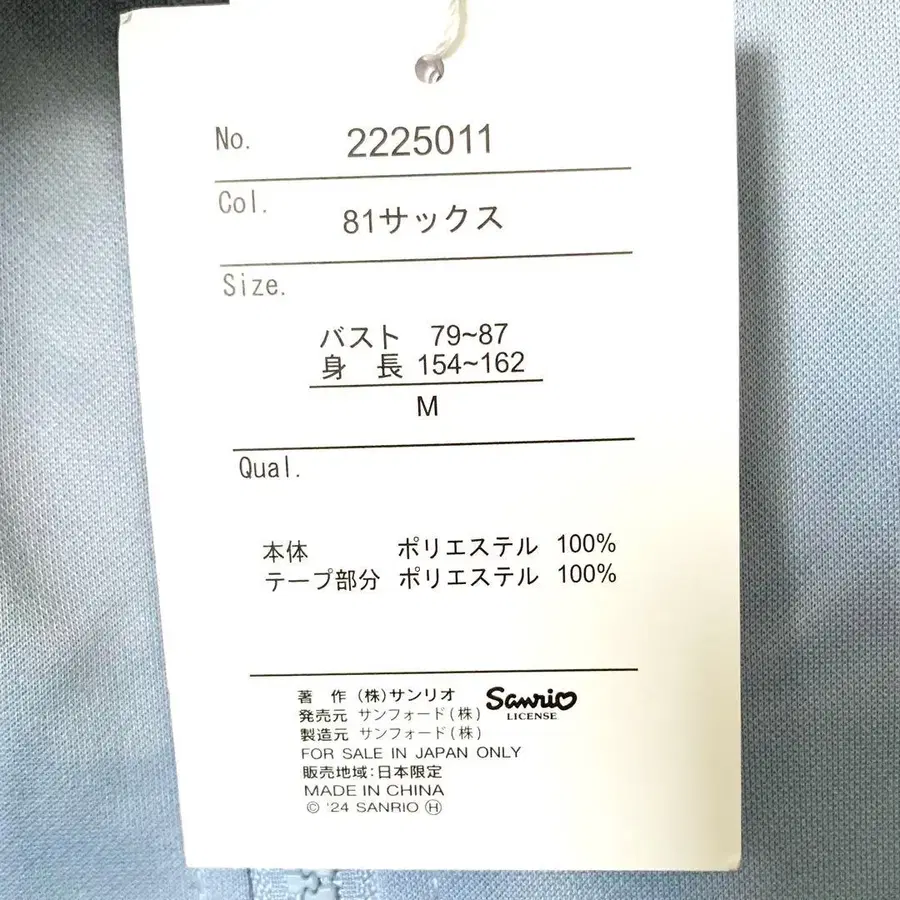 No. 2225011
Col. 81サックス
Size.
バスト 79~87
身 長 154~162
M
Qual.
本体 ポリエステル 100%
テープ部分 ポリエステル 100%
著 作 (株)サンリオ Sanrio
LICENSE
発売元 サンフォード(株)
製造元 サンフォード(株)
FOR SALE IN JAPAN ONLY
販売地域:日本限定
MADE IN CHINA
© '24 SANRIO Ⓗ